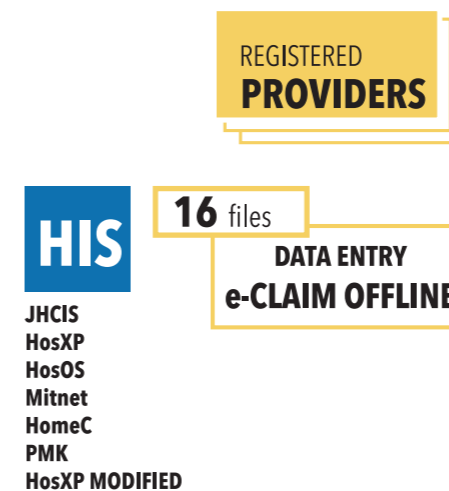 REGISTERED
PROVIDERS
HIS
16 files
DATA ENTRY
e-CLAIM OFFLINE
JHCIS
HosXP
HosOS
Mitnet
HomeC
PMK
HosXP MODIFIED